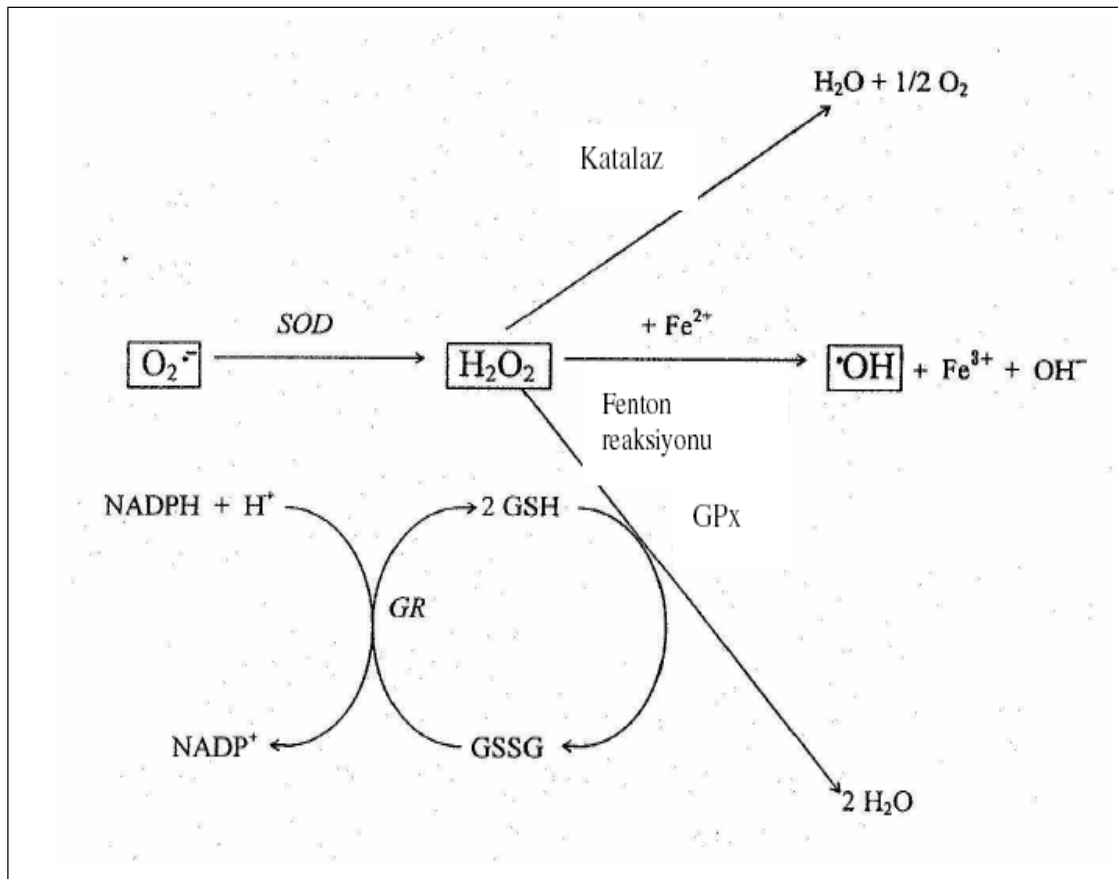 H₂O + 1/2 O₂
Katalaz
SOD
+ Fe²⁺
O₂•⁻
H₂O₂
•OH + Fe³⁺ + OH⁻
Fenton
reaksiyonu
NADPH + H⁺
2 GSH
GPx
GR
NADP⁺
GSSG
2 H₂O